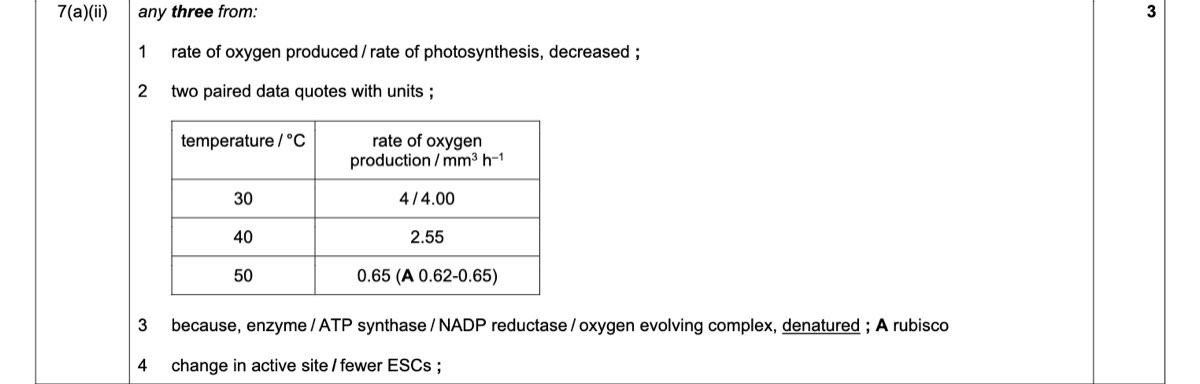 7(a)(ii) any three from: 3
1 rate of oxygen produced / rate of photosynthesis, decreased ;
2 two paired data quotes with units ;
temperature / °C rate of oxygen
production / mm³ h⁻¹
30 4 / 4.00
40 2.55
50 0.65 (A 0.62-0.65)
3 because, enzyme / ATP synthase / NADP reductase / oxygen evolving complex, denatured ; A rubisco
4 change in active site / fewer ESCs ;